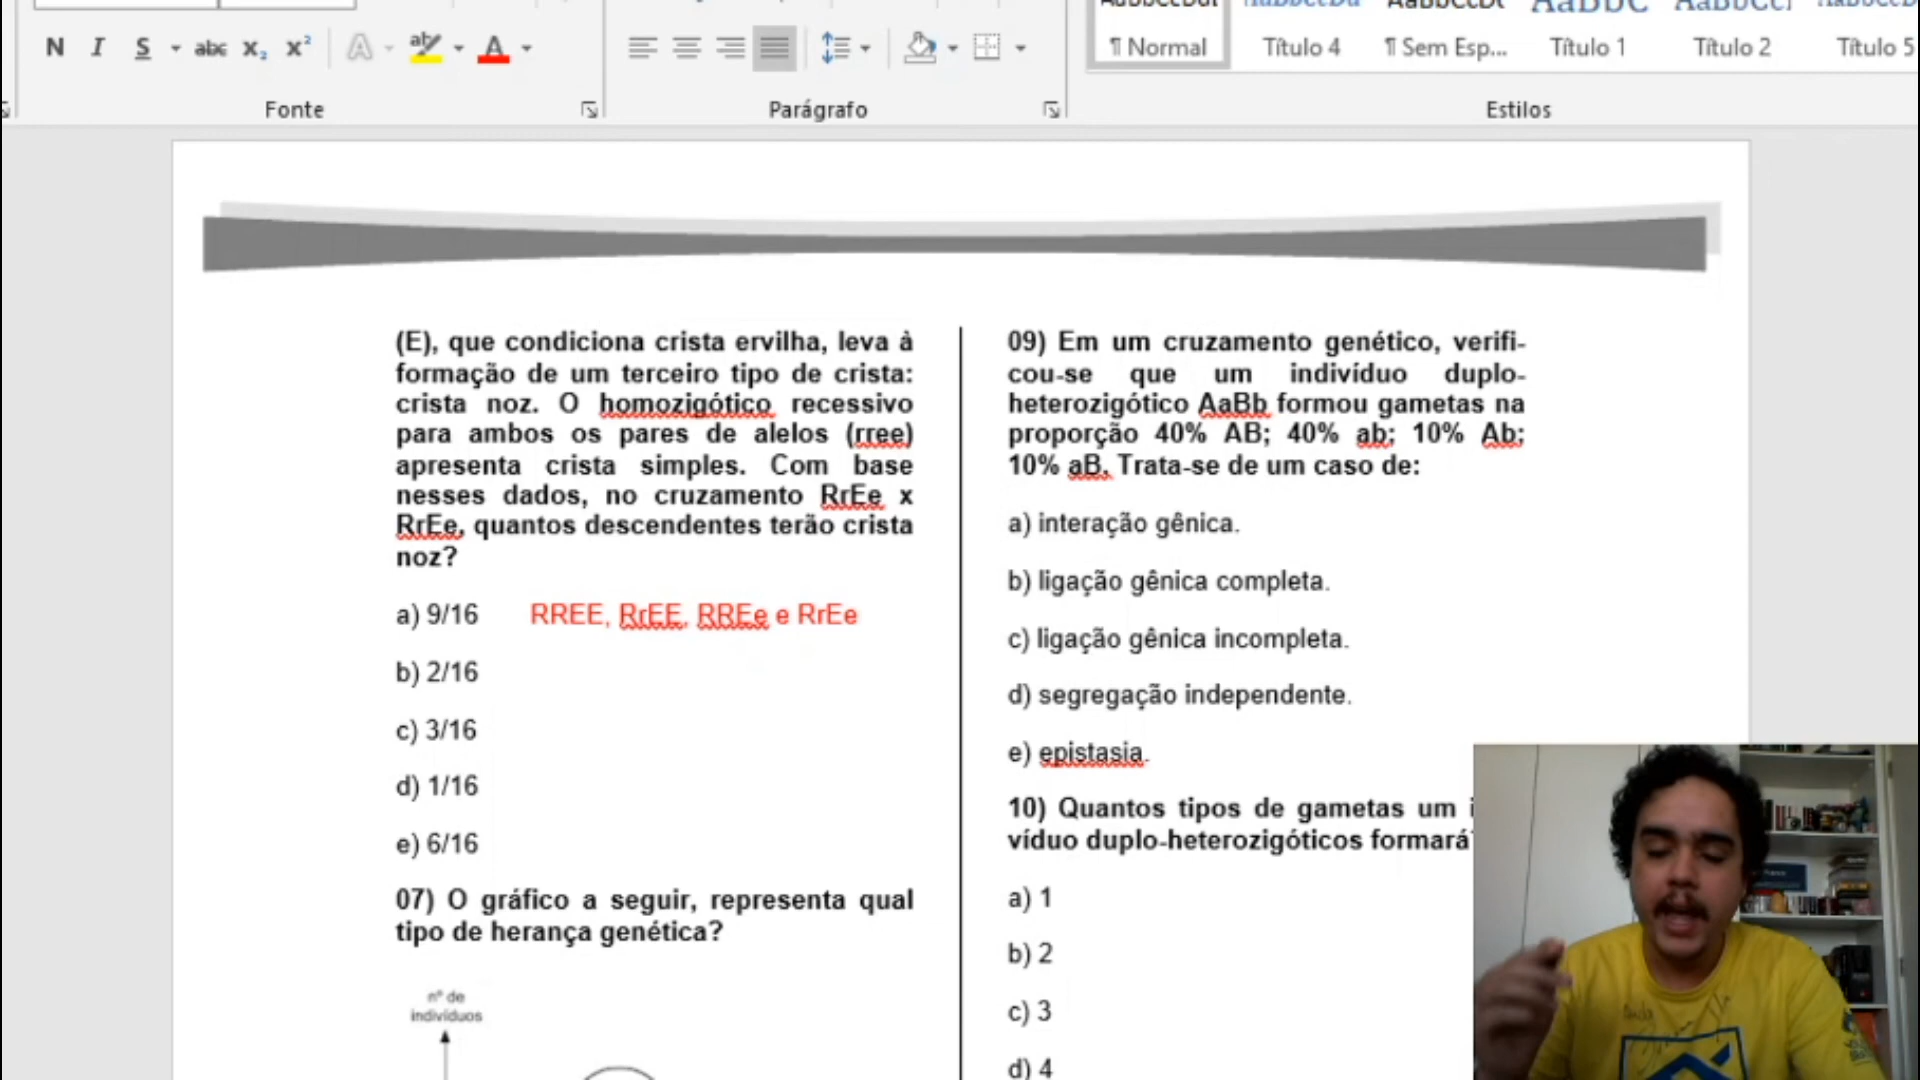 N I S abc X₂ X² A ab A
AaBbCcDdI AaBbCcDd AaBbCcDc AaBbC AaBbCcI AaBbCcDd
¶ Normal Título 4 ¶ Sem Esp... Título 1 Título 2 Título 5
Fonte Parágrafo Estilos
(E), que condiciona crista ervilha, leva à
formação de um terceiro tipo de crista:
crista noz. O homozigótico recessivo
para ambos os pares de alelos (rree)
apresenta crista simples. Com base
nesses dados, no cruzamento RrEe x
RrEe, quantos descendentes terão crista
noz?
a) 9/16 RREE, RrEE, RREe e RrEe
b) 2/16
c) 3/16
d) 1/16
e) 6/16
07) O gráfico a seguir, representa qual
tipo de herança genética?
nº de
indivíduos
09) Em um cruzamento genético, verifi-
cou-se que um indivíduo duplo-
heterozigótico AaBb formou gametas na
proporção 40% AB; 40% ab; 10% Ab;
10% aB. Trata-se de um caso de:
a) interação gênica.
b) ligação gênica completa.
c) ligação gênica incompleta.
d) segregação independente.
e) epistasia.
10) Quantos tipos de gametas um i
víduo duplo-heterozigóticos formará
a) 1
b) 2
c) 3
d) 4